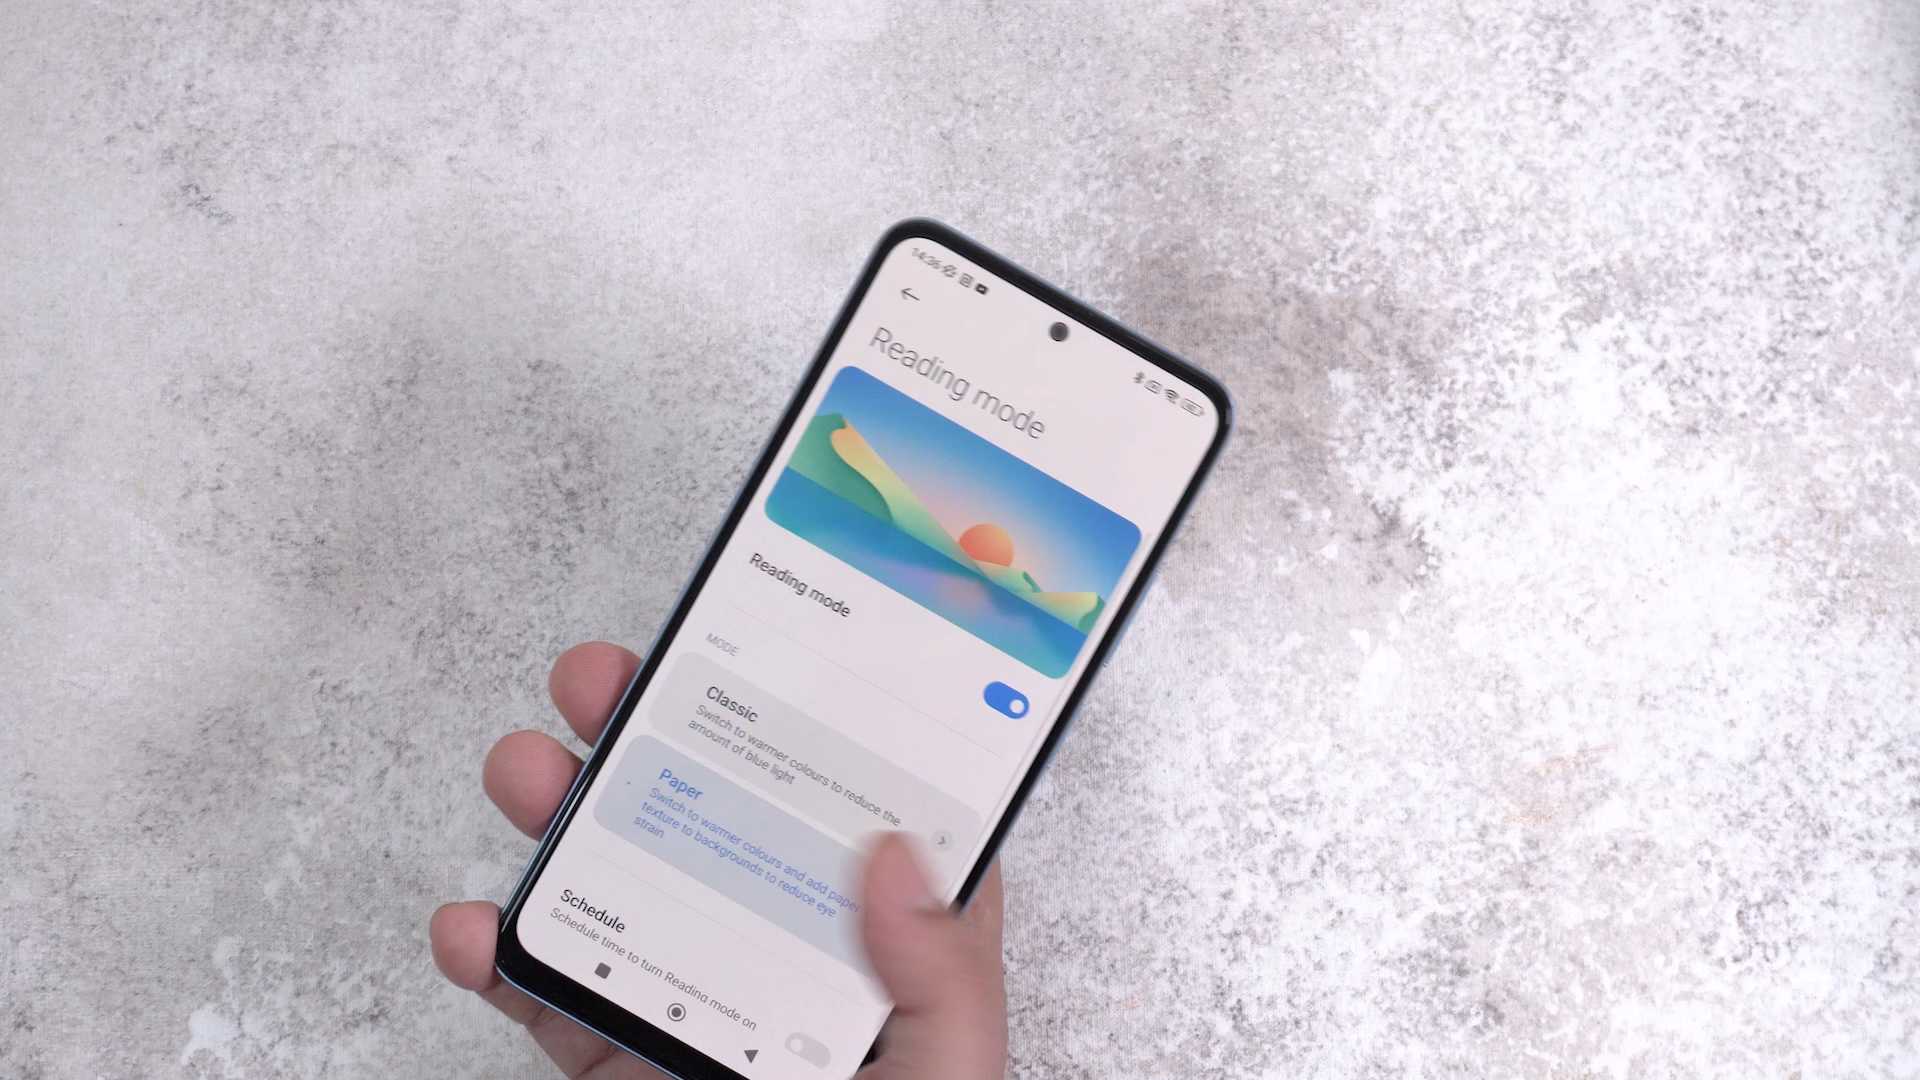 14:36
Reading mode
Reading mode
MODE
Classic
Switch to warmer colours to reduce the
amount of blue light
Paper
Switch to warmer colours and add paper
texture to backgrounds to reduce eye
strain
Schedule
Schedule time to turn Reading mode on